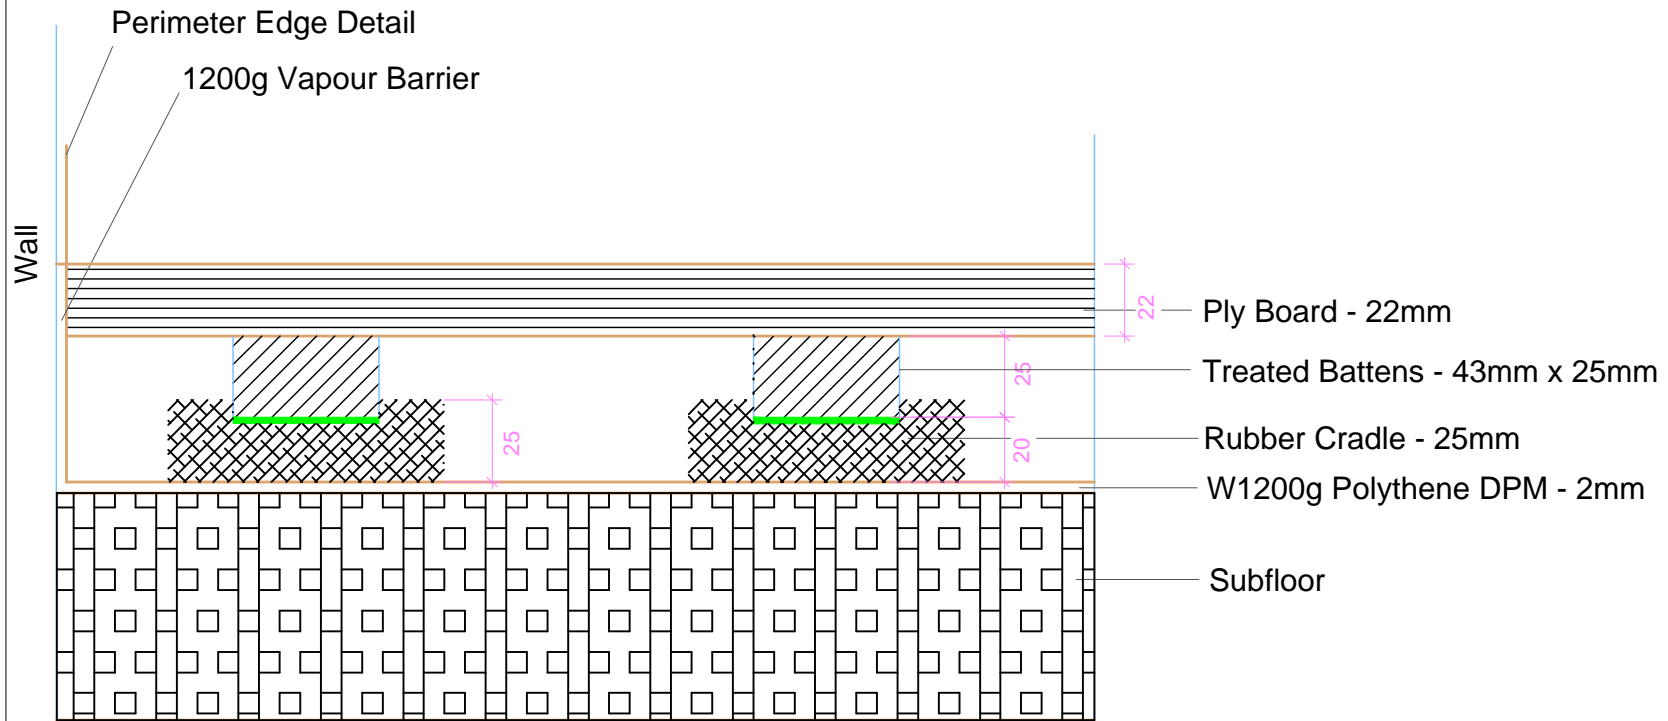 Perimeter Edge Detail
1200g Vapour Barrier
Wall
22
Ply Board - 22mm
25
Treated Battens - 43mm x 25mm
25
20
Rubber Cradle - 25mm
W1200g Polythene DPM - 2mm
Subfloor